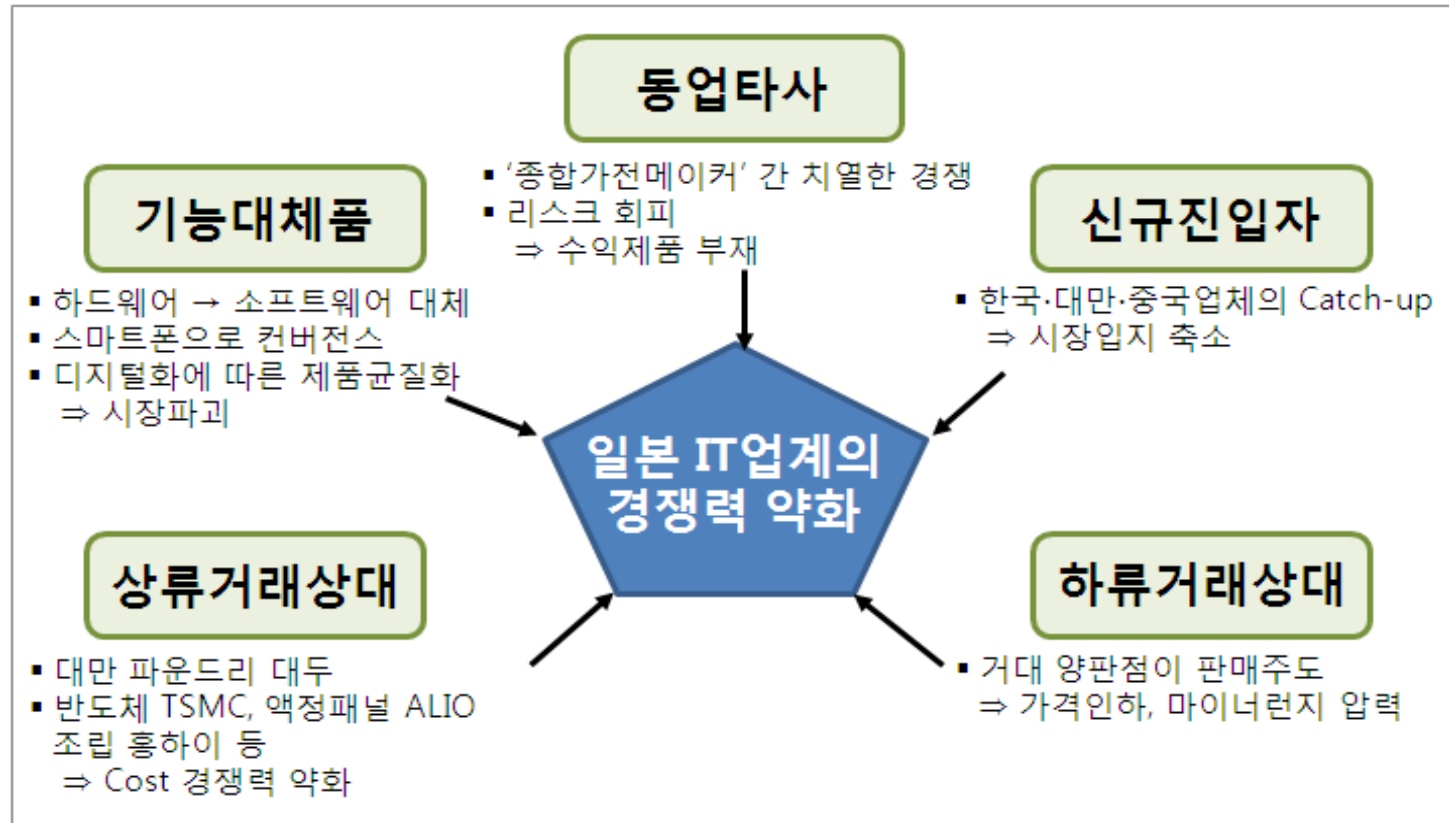 동업타사
▪ '종합가전메이커' 간 치열한 경쟁
▪ 리스크 회피
⇒ 수익제품 부재
기능대체품
▪ 하드웨어 → 소프트웨어 대체
▪ 스마트폰으로 컨버전스
▪ 디지털화에 따른 제품균질화
⇒ 시장파괴
신규진입자
▪ 한국·대만·중국업체의 Catch-up
⇒ 시장입지 축소
일본 IT업계의
경쟁력 약화
상류거래상대
▪ 대만 파운드리 대두
▪ 반도체 TSMC, 액정패널 ALIO
조립 홍하이 등
⇒ Cost 경쟁력 약화
하류거래상대
▪ 거대 양판점이 판매주도
⇒ 가격인하, 마이너런지 압력